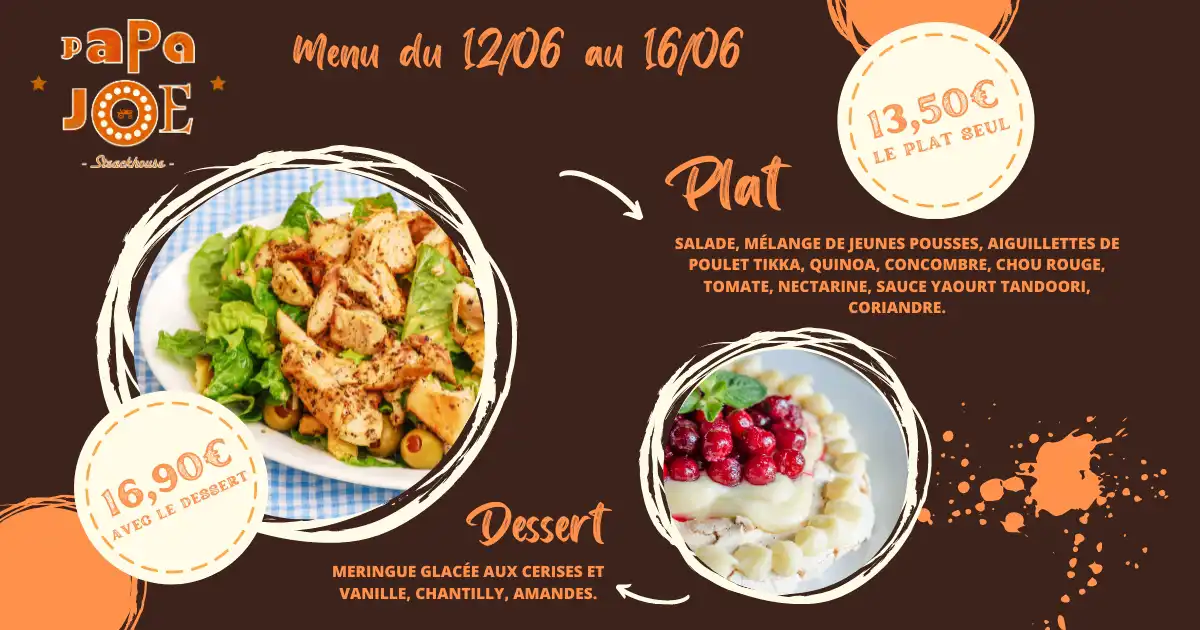 PaPa
JOE
- Steackhouse -
Menu du 12/06 au 16/06
13,50€
LE PLAT SEUL
Plat
SALADE, MÉLANGE DE JEUNES POUSSES, AIGUILLETTES DE
POULET TIKKA, QUINOA, CONCOMBRE, CHOU ROUGE,
TOMATE, NECTARINE, SAUCE YAOURT TANDOORI,
CORIANDRE.
16,90€
AVEC LE DESSERT
Dessert
MERINGUE GLACÉE AUX CERISES ET
VANILLE, CHANTILLY, AMANDES.